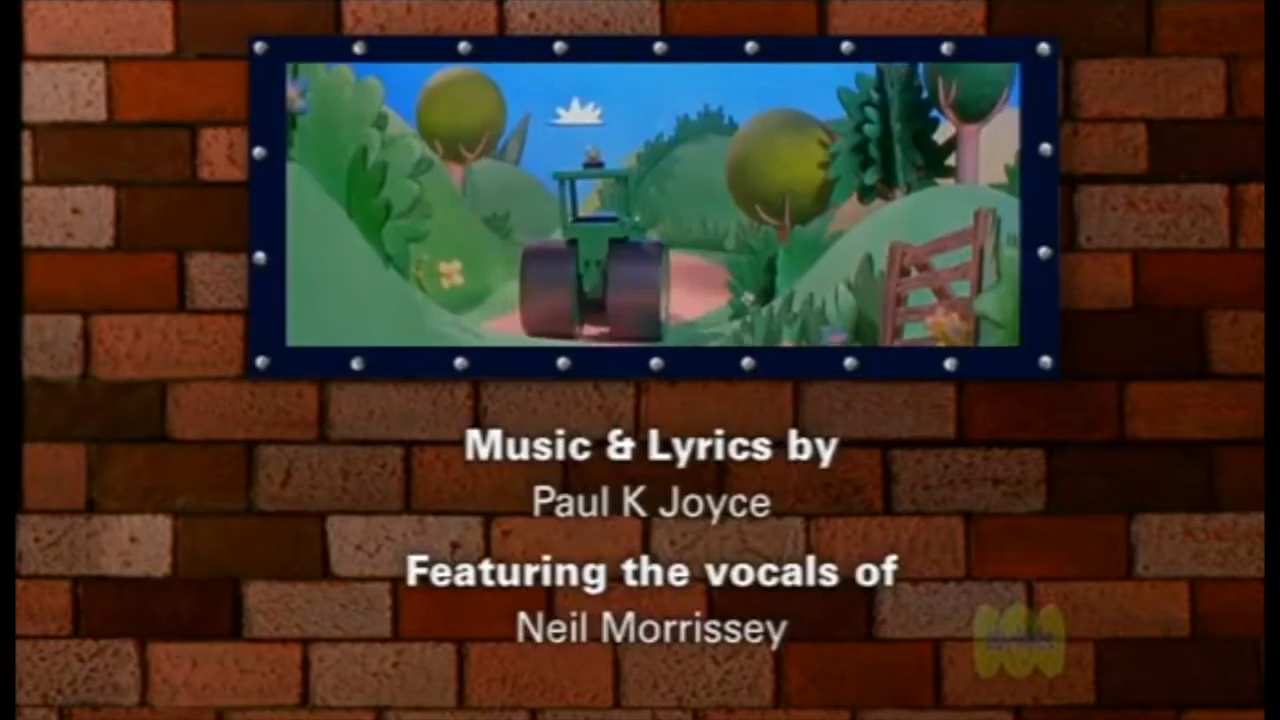 Music & Lyrics by
Paul K Joyce
Featuring the vocals of
Neil Morrissey